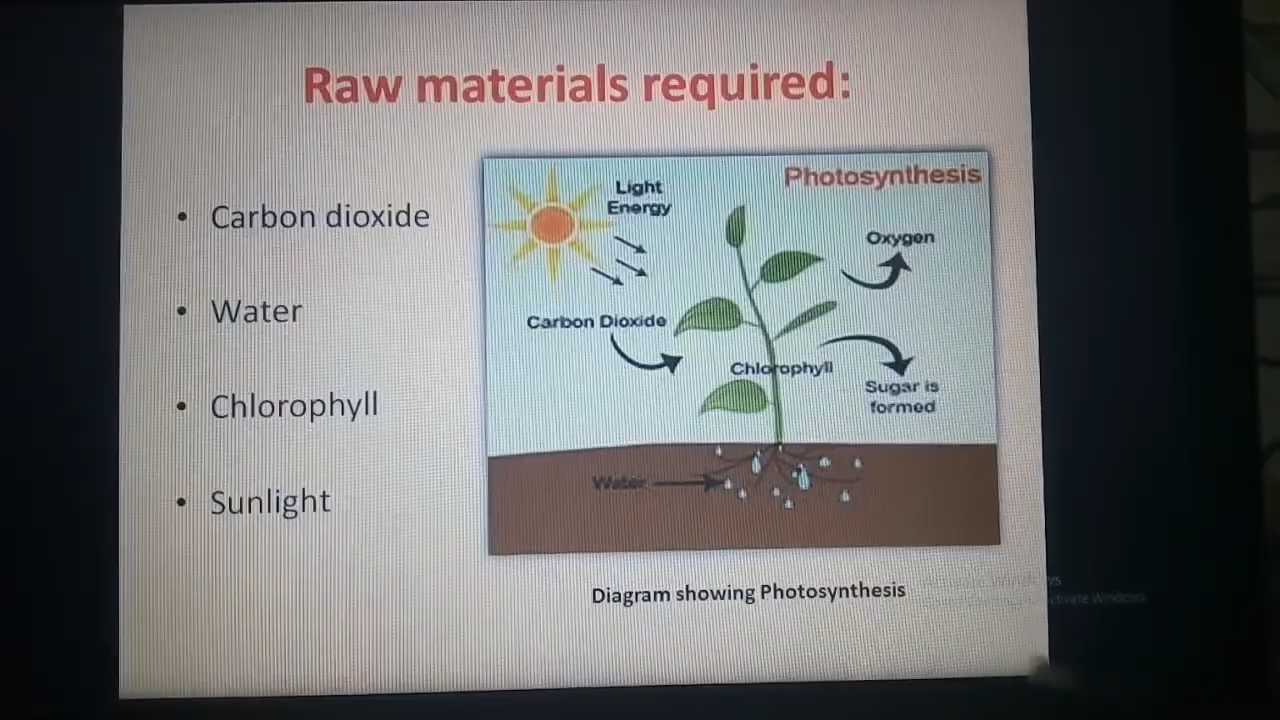 Raw materials required:
• Carbon dioxide
• Water
• Chlorophyll
• Sunlight
Photosynthesis
Light
Energy
Oxygen
Carbon Dioxide
Chlorophyll
Sugar is
formed
Water
Diagram showing Photosynthesis